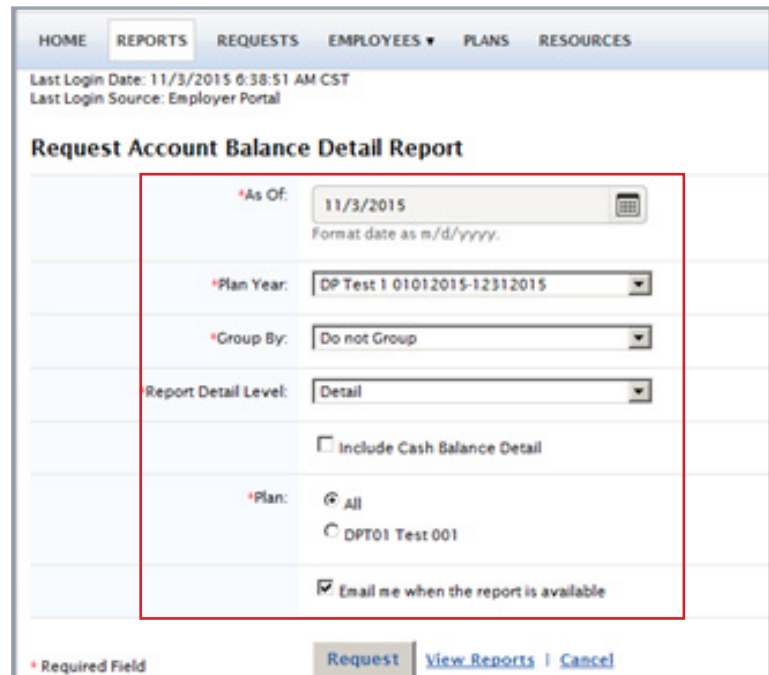 HOME REPORTS REQUESTS EMPLOYEES ▾ PLANS RESOURCES
Last Login Date: 11/3/2015 6:38:51 AM CST
Last Login Source: Employer Portal
Request Account Balance Detail Report
*As Of: 11/3/2015
Format date as m/d/yyyy.
*Plan Year: DP Test 1 01012015-12312015
*Group By: Do not Group
*Report Detail Level: Detail
Include Cash Balance Detail
*Plan: All
DPT01 Test 001
Email me when the report is available
* Required Field Request View Reports | Cancel